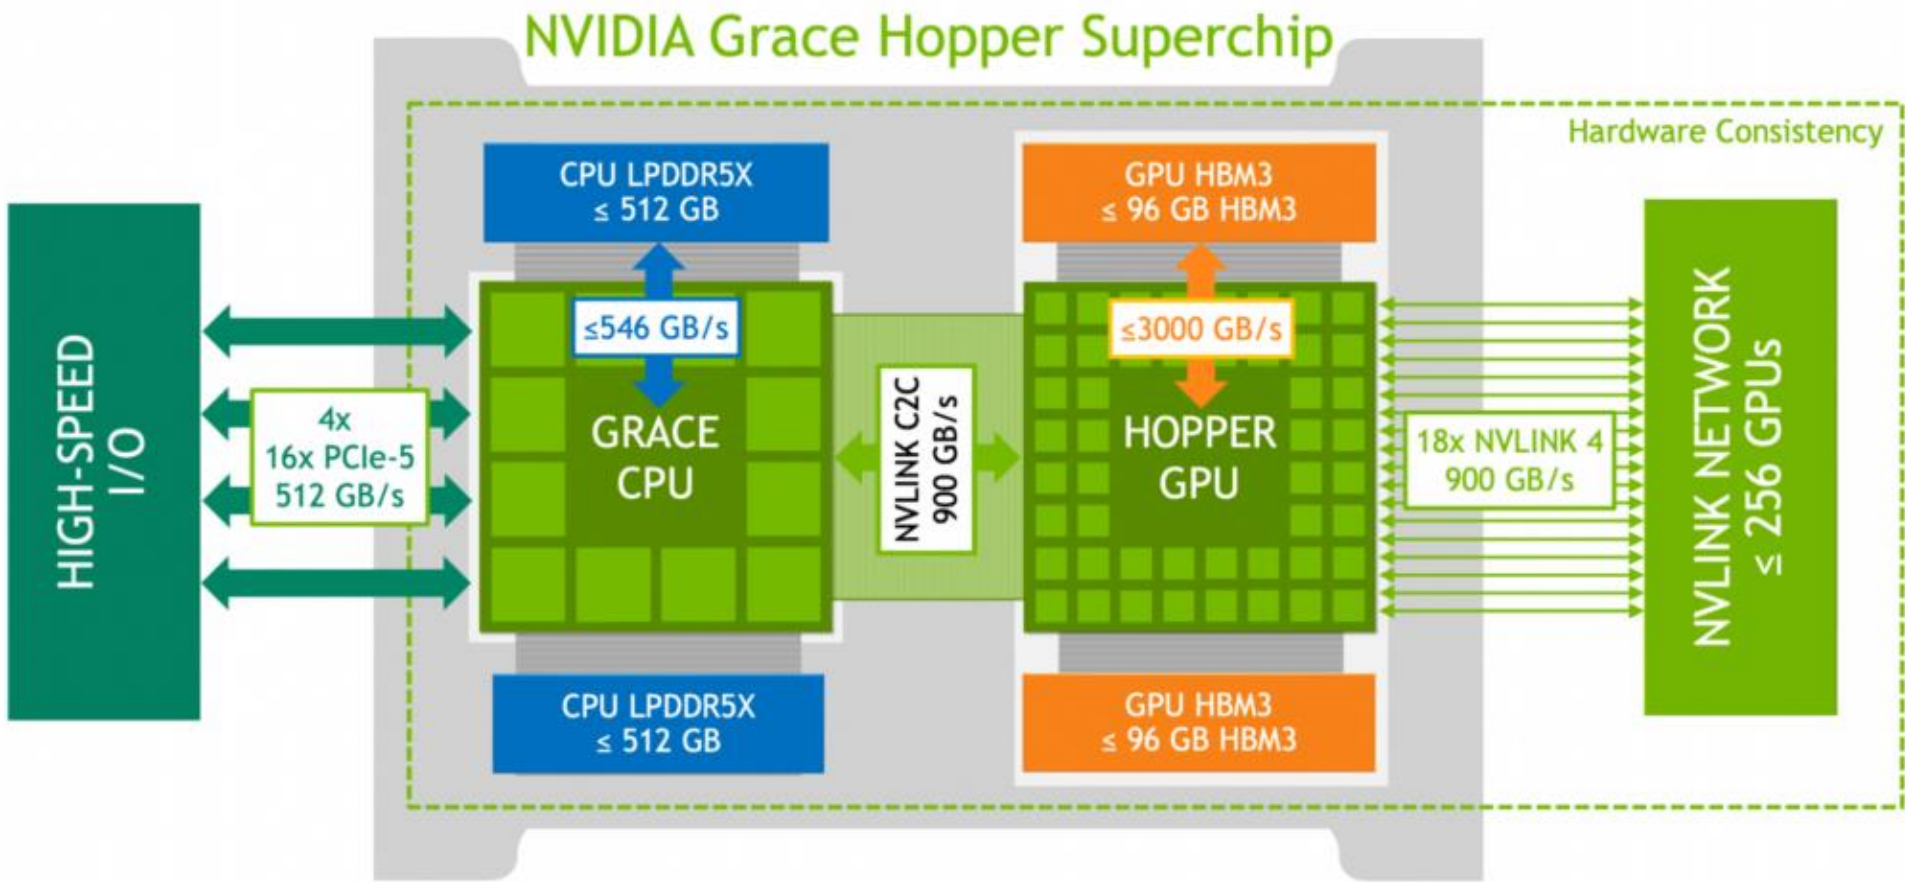 NVIDIA Grace Hopper Superchip
Hardware Consistency
HIGH-SPEED
I/O
4x
16x PCIe-5
512 GB/s
CPU LPDDR5X
≤ 512 GB
≤546 GB/s
GRACE
CPU
CPU LPDDR5X
≤ 512 GB
NVLINK C2C
900 GB/s
GPU HBM3
≤ 96 GB HBM3
≤3000 GB/s
HOPPER
GPU
GPU HBM3
≤ 96 GB HBM3
18x NVLINK 4
900 GB/s
NVLINK NETWORK
≤ 256 GPUs